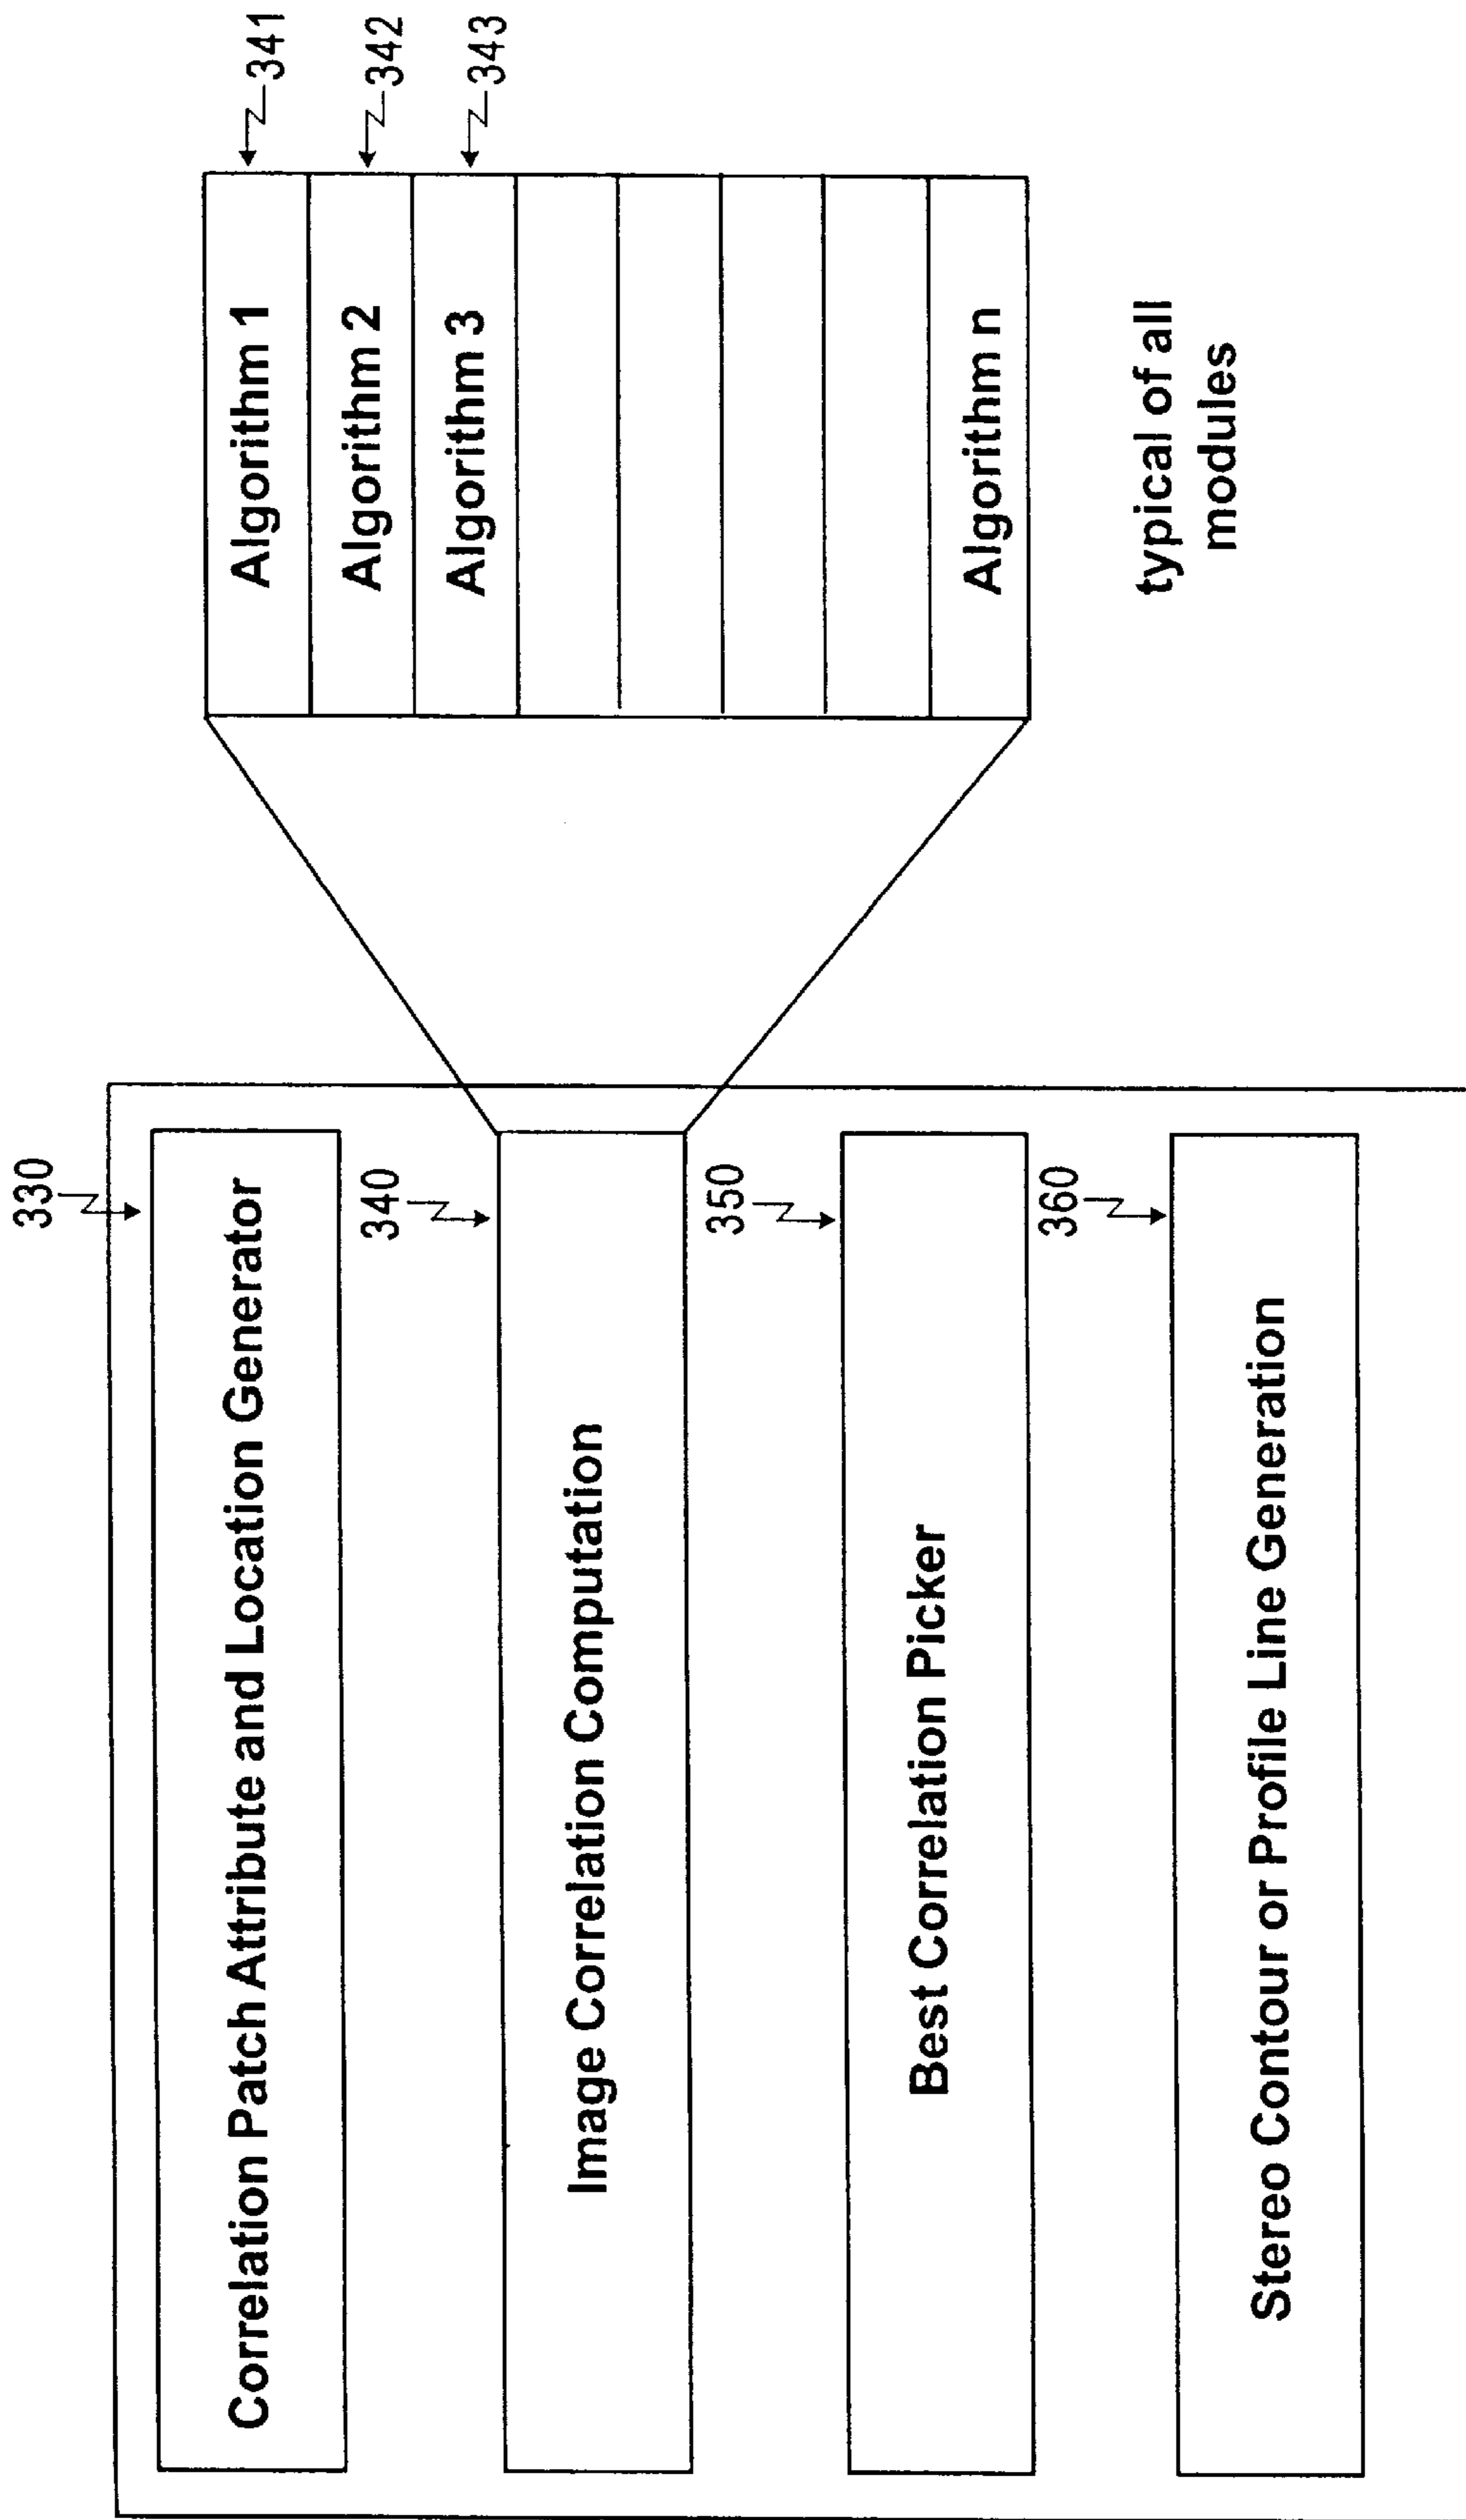 330
Correlation Patch Attribute and Location Generator
340
Image Correlation Computation
350
Best Correlation Picker
360
Stereo Contour or Profile Line Generation
Algorithm 1
341
Algorithm 2
342
Algorithm 3
343
Algorithm n
typical of all
modules